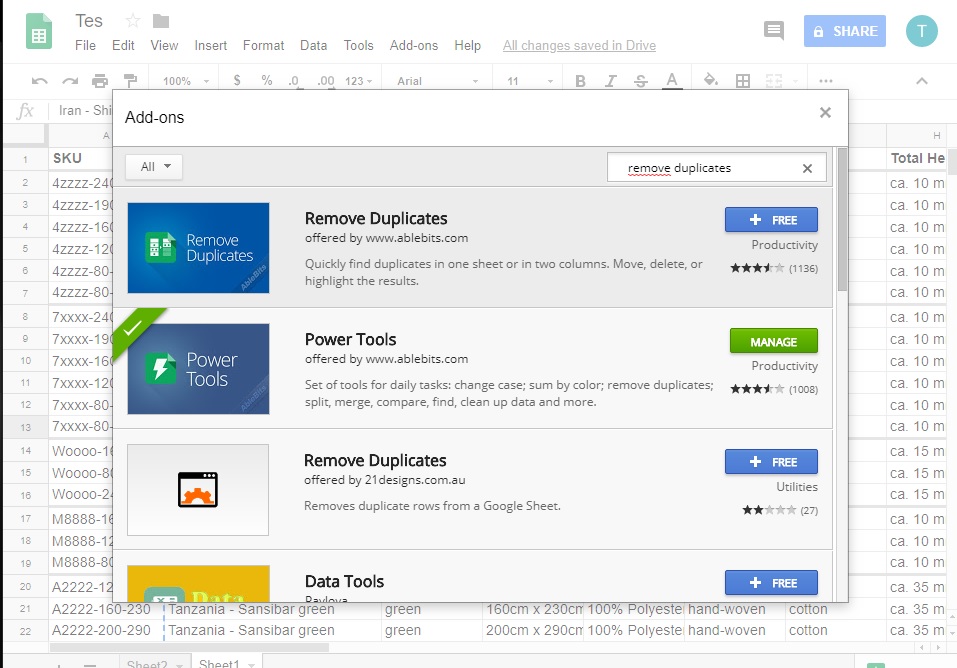 Tes
File Edit View Insert Format Data Tools Add-ons Help All changes saved in Drive
SHARE
T
100% $ % .0 .00 123 Arial 11 B I S A
fx Iran - Shi
Add-ons
All
remove duplicates
Remove Duplicates
AbleBits
Remove Duplicates
offered by www.ablebits.com
Quickly find duplicates in one sheet or in two columns. Move, delete, or
highlight the results.
FREE
Productivity
(1136)
Power Tools
AbleBits
Power Tools
offered by www.ablebits.com
Set of tools for daily tasks: change case; sum by color; remove duplicates;
split, merge, compare, find, clean up data and more.
MANAGE
Productivity
(1008)
Remove Duplicates
offered by 21designs.com.au
Removes duplicate rows from a Google Sheet.
FREE
Utilities
(27)
Data
Data Tools
Pavlova
FREE
A H
1 SKU Total He
2 4zzzz-240 ca. 10 m
3 4zzzz-190 ca. 10 m
4 4zzzz-160 ca. 10 m
5 4zzzz-120 ca. 10 m
6 4zzzz-80- ca. 10 m
7 4zzzz-80- ca. 10 m
8 7xxxx-240 ca. 10 m
9 7xxxx-190 ca. 10 m
10 7xxxx-160 ca. 10 m
11 7xxxx-120 ca. 10 m
12 7xxxx-80- ca. 10 m
13 7xxxx-80- ca. 10 m
14 Woooo-16 ca. 15 m
15 Woooo-80 ca. 15 m
16 Woooo-24 ca. 15 m
17 M8888-16 ca. 10 m
18 M8888-12 ca. 10 m
19 M8888-80 ca. 10 m
20 A2222-12 ca. 35 m
21 A2222-160-230 Tanzania - Sansibar green green 160cm x 230cm 100% Polyester hand-woven cotton ca. 35 m
22 A2222-200-290 Tanzania - Sansibar green green 200cm x 290cm 100% Polyester hand-woven cotton ca. 35 m
Sheet2 Sheet1